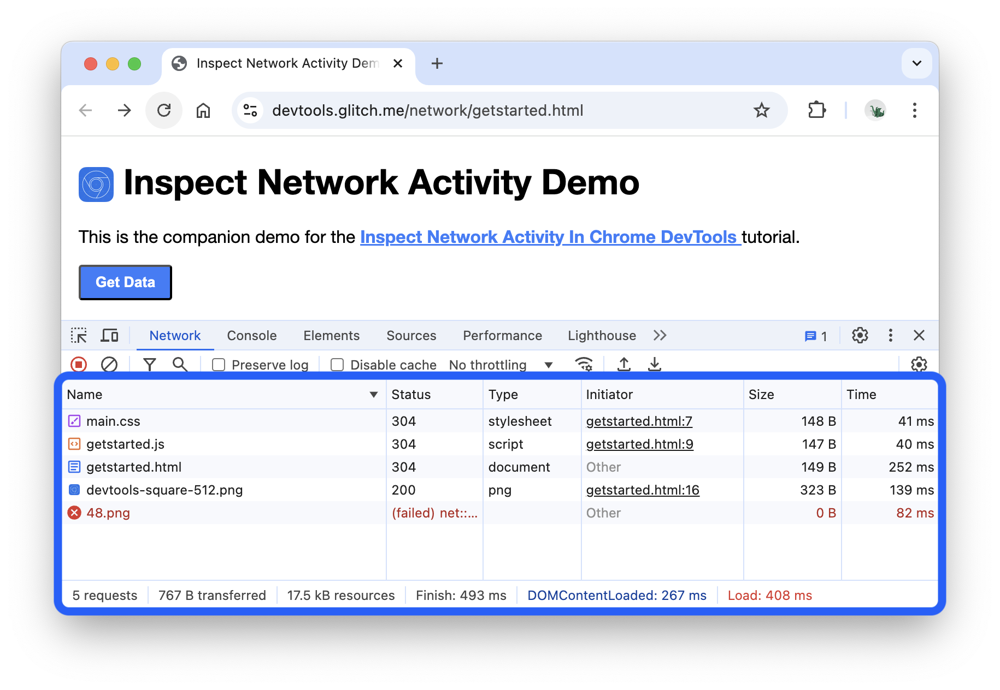 Inspect Network Activity Dem
devtools.glitch.me/network/getstarted.html
Inspect Network Activity Demo
This is the companion demo for the Inspect Network Activity In Chrome DevTools tutorial.
Get Data
Network Console Elements Sources Performance Lighthouse 1
Preserve log Disable cache No throttling
Name Status Type Initiator Size Time
main.css 304 stylesheet getstarted.html:7 148 B 41 ms
getstarted.js 304 script getstarted.html:9 147 B 40 ms
getstarted.html 304 document Other 149 B 252 ms
devtools-square-512.png 200 png getstarted.html:16 323 B 139 ms
48.png (failed) net::... Other 0 B 82 ms
5 requests 767 B transferred 17.5 kB resources Finish: 493 ms DOMContentLoaded: 267 ms Load: 408 ms